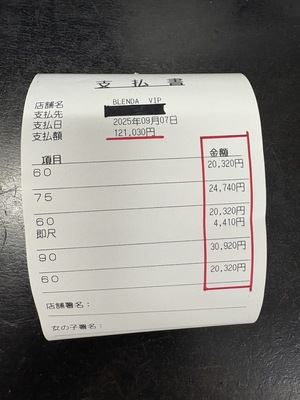 支払書
店舗名 BLENDA VIP
支払先
支払日 2025年09月07日
支払額 121,030円
項目 金額
60 20,320円
75 24,740円
60 20,320円
即尺 4,410円
90 30,920円
60 20,320円
店舗署名：
女の子署名：